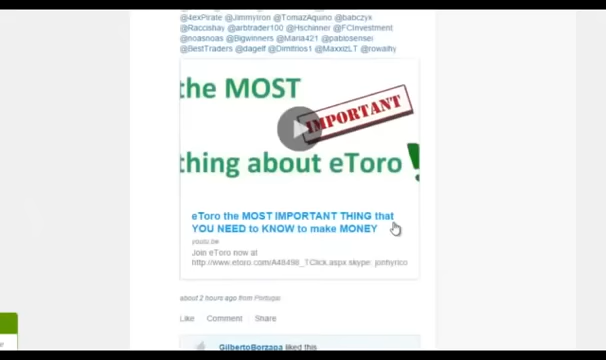 @4exPirate @Jimmytron @TomazAquino @babczyk
@Raccishay @arbtrader100 @Hschinner @FCInvestment
@noasnoas @Bigwinners @Maria421 @pablosensei
@BestTraders @dagelf @Dimitrios1 @MaxxizLT @rowalhy
the MOST
IMPORTANT
thing about eToro !
eToro the MOST IMPORTANT THING that
YOU NEED to KNOW to make MONEY
youtu.be
Join eToro now at
http://www.etoro.com/A48498_TClick.aspx skype: jonhyrico
about 2 hours ago from Portugal
Like Comment Share
GilbertoBorzaga liked this